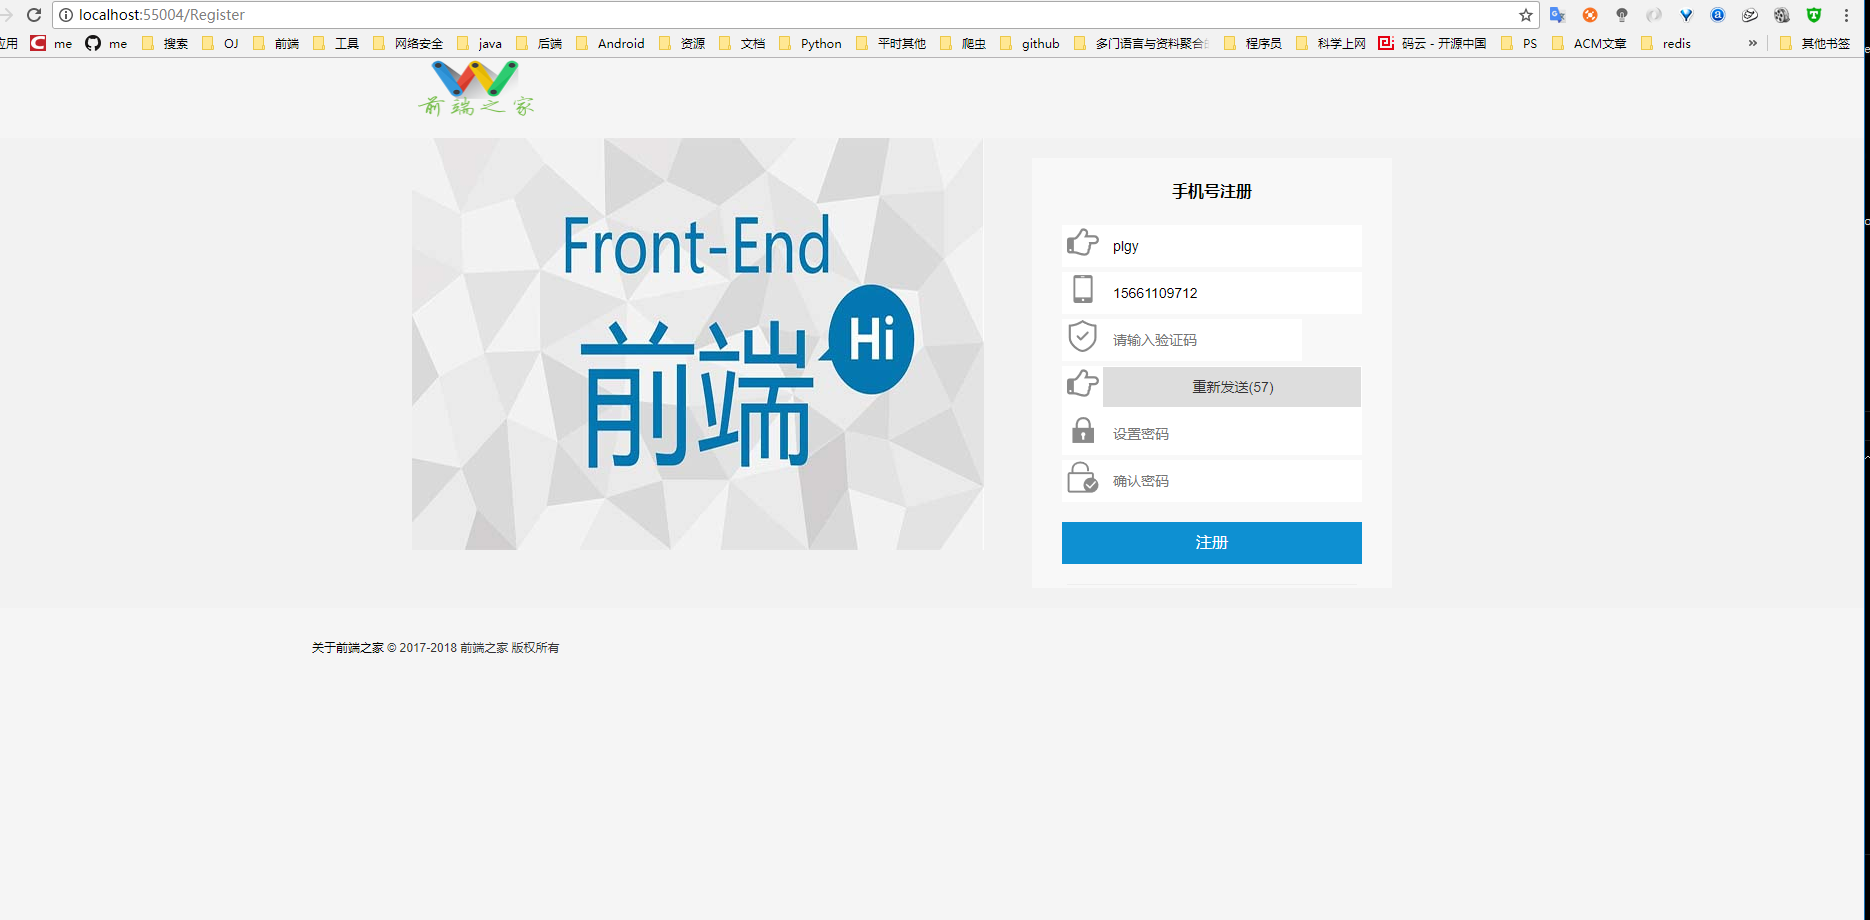 localhost:55004/Register
应用 me me 搜索 OJ 前端 工具 网络安全 java 后端 Android 资源 文档 Python 平时其他 爬虫 github 多门语言与资料聚合 程序员 科学上网 码云 - 开源中国 PS ACM文章 redis » 其他书签
前端之家
Front-End
前端
Hi
手机号注册
plgy
15661109712
请输入验证码
重新发送(57)
设置密码
确认密码
注册
关于前端之家 © 2017-2018 前端之家 版权所有